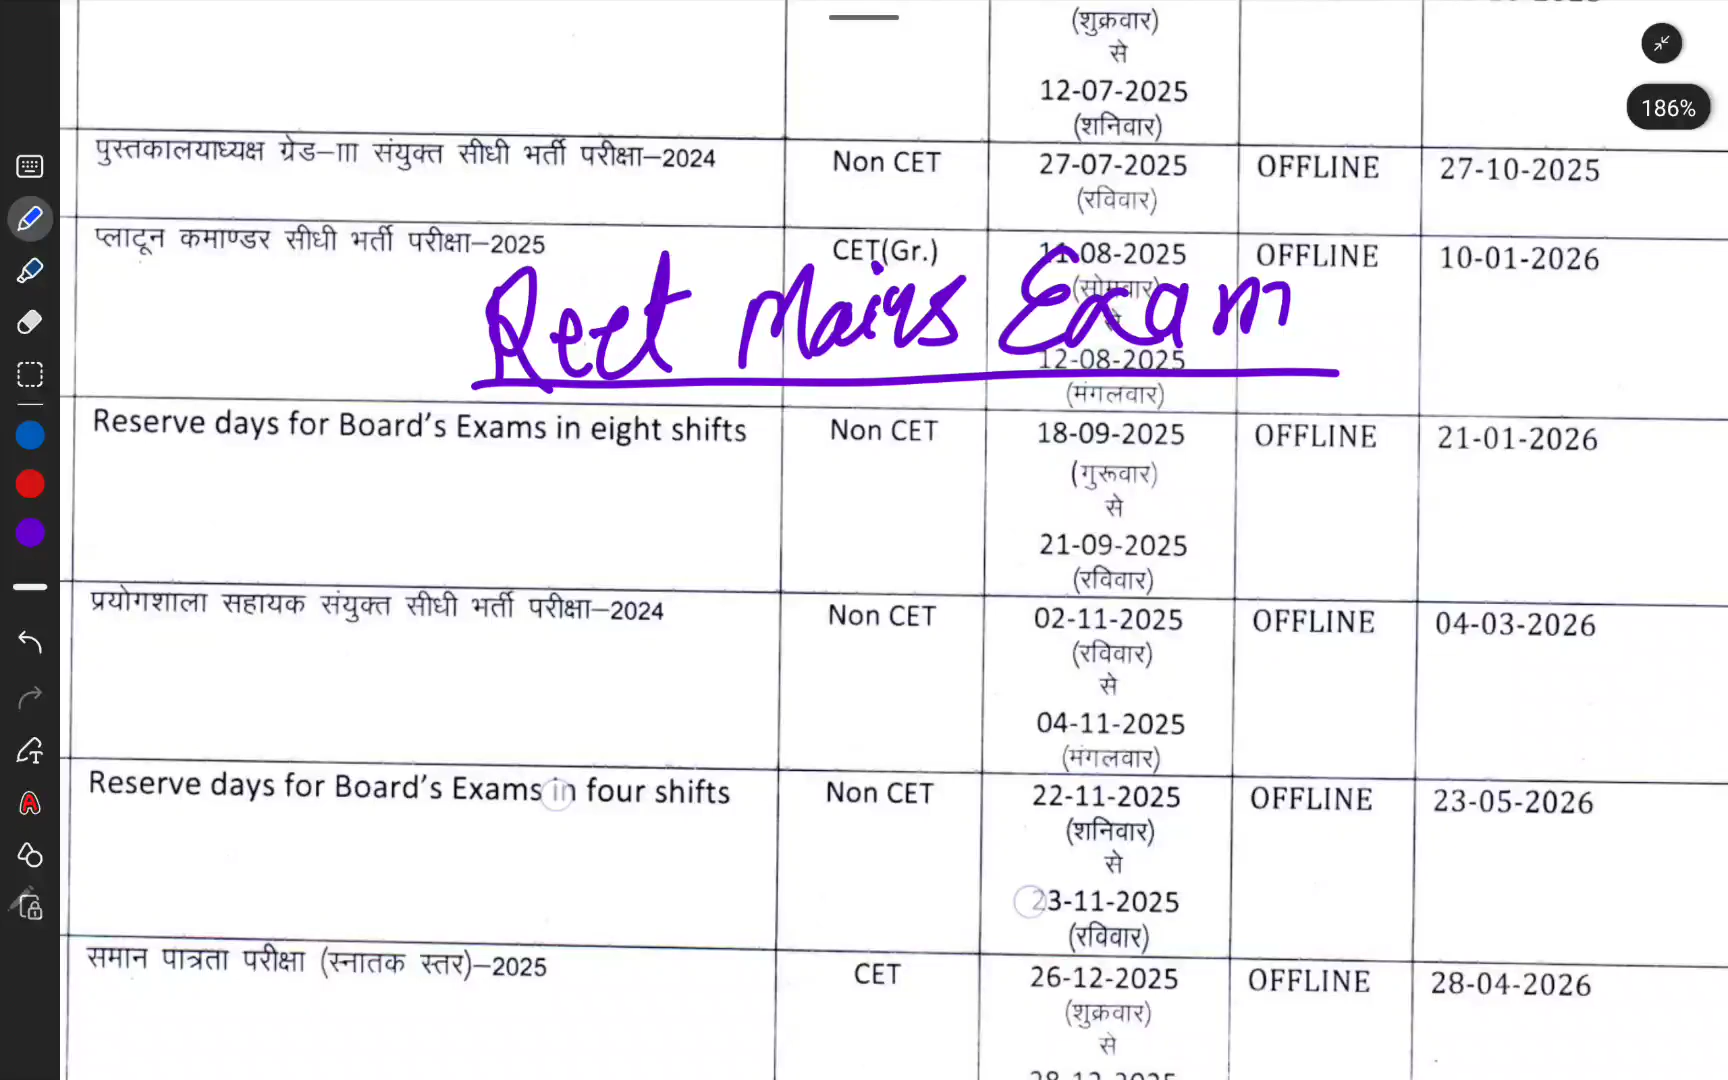 (शुक्रवार)
से
12-07-2025
(शनिवार)
186%
पुस्तकालयाध्यक्ष ग्रेड–III संयुक्त सीधी भर्ती परीक्षा–2024
Non CET
27-07-2025
(रविवार)
OFFLINE
27-10-2025
प्लाटून कमाण्डर सीधी भर्ती परीक्षा–2025
CET(Gr.)
11-08-2025
(सोमवार)
से
12-08-2025
(मंगलवार)
OFFLINE
10-01-2026
Reet Mains Exam
Reserve days for Board's Exams in eight shifts
Non CET
18-09-2025
(गुरूवार)
से
21-09-2025
(रविवार)
OFFLINE
21-01-2026
प्रयोगशाला सहायक संयुक्त सीधी भर्ती परीक्षा–2024
Non CET
02-11-2025
(रविवार)
से
04-11-2025
(मंगलवार)
OFFLINE
04-03-2026
Reserve days for Board's Exams in four shifts
Non CET
22-11-2025
(शनिवार)
से
23-11-2025
(रविवार)
OFFLINE
23-05-2026
समान पात्रता परीक्षा (स्नातक स्तर)–2025
CET
26-12-2025
(शुक्रवार)
से
OFFLINE
28-04-2026